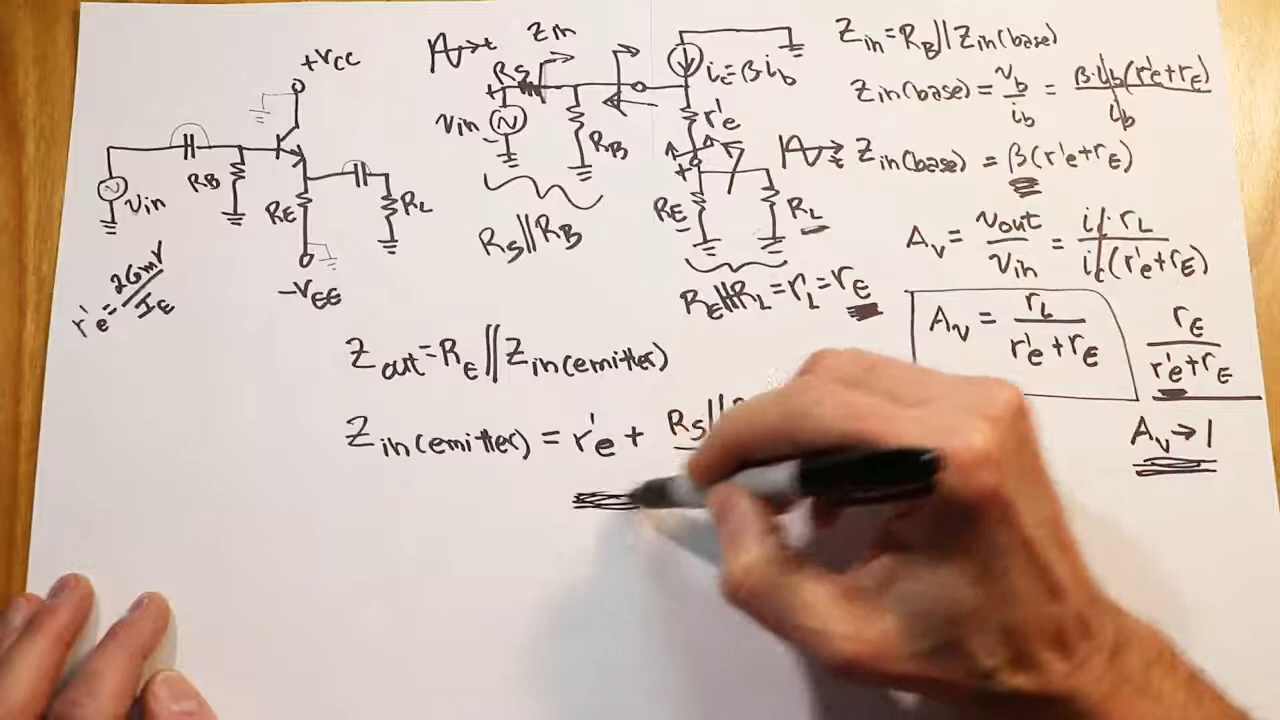 +VCC
vin
RB
RE
RL
-VEE
r'e = 26mV / IE
Zin
RS
vin
RB
RS||RB
ic = β·ib
r'e
RE
RL
RE||RL = rL = rE
Zin = RB || Zin(base)
Zin(base) = vb / ib = β·ib(r'e+rE) / ib
Zin(base) = β(r'e+rE)
Av = vout / vin = ic·rL / ic(r'e+rE)
Av = rL / r'e+rE
rE / r'e+rE
Av → 1
Zout = RE || Zin(emitter)
Zin(emitter) = r'e + RS||